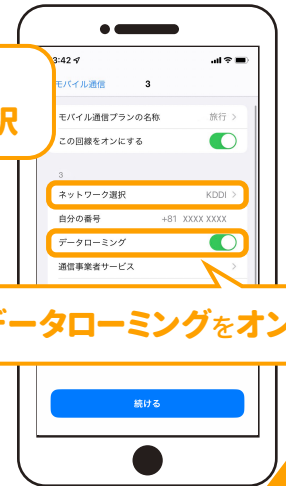 3:42
択
モバイル通信 3
モバイル通信プランの名称 旅行
この回線をオンにする
3
ネットワーク選択 KDDI
自分の番号 +81 XXXX XXXX
データローミング
通信事業者サービス
データローミングをオン
続ける